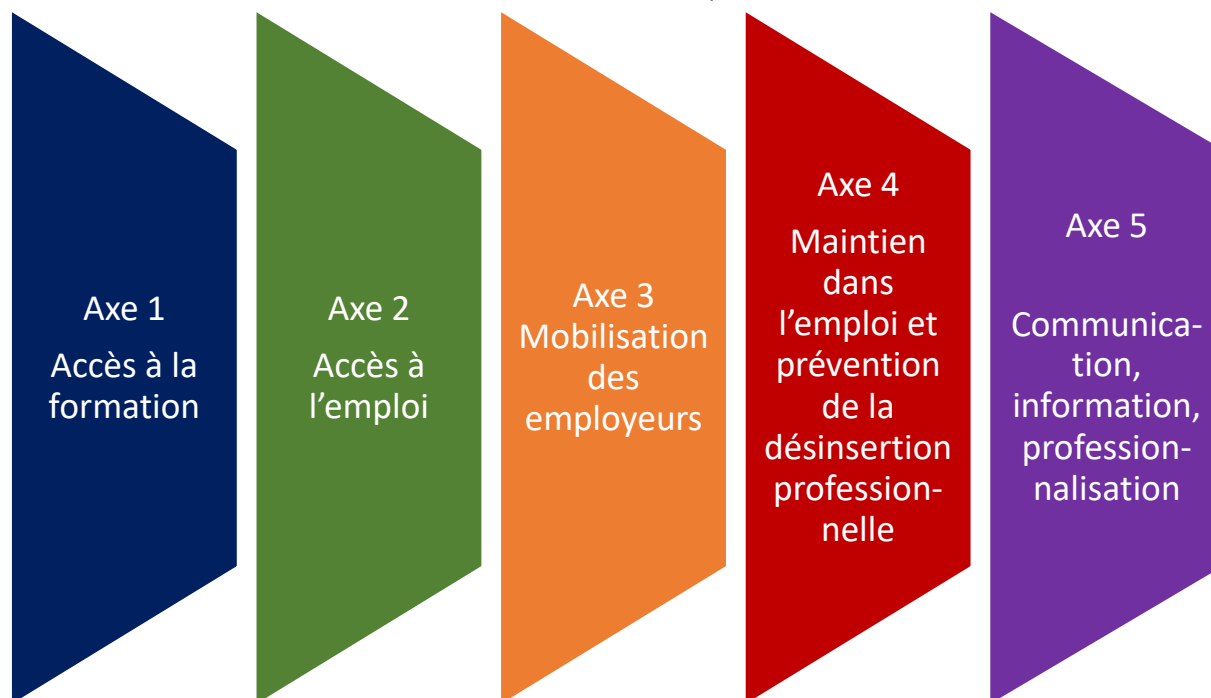 Axe 1
Accès à la
formation
Axe 2
Accès à
l’emploi
Axe 3
Mobilisation
des
employeurs
Axe 4
Maintien
dans
l’emploi et
prévention
de la
désinsertion
profession-
nelle
Axe 5
Communica-
tion,
information,
profession-
nalisation